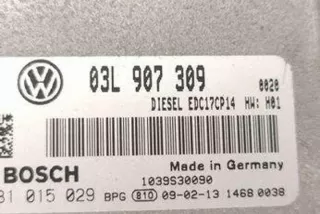 03L 907 309
0020
DIESEL EDC17CP14 HW: H01
BOSCH
Made in Germany
1039S30090
81 015 029 BPG 810 09-02-13 1468 0038